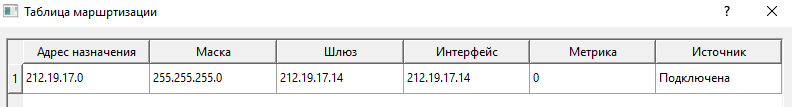 Таблица маршртизации
?
Адрес назначения Маска Шлюз Интерфейс Метрика Источник
1 212.19.17.0 255.255.255.0 212.19.17.14 212.19.17.14 0 Подключена